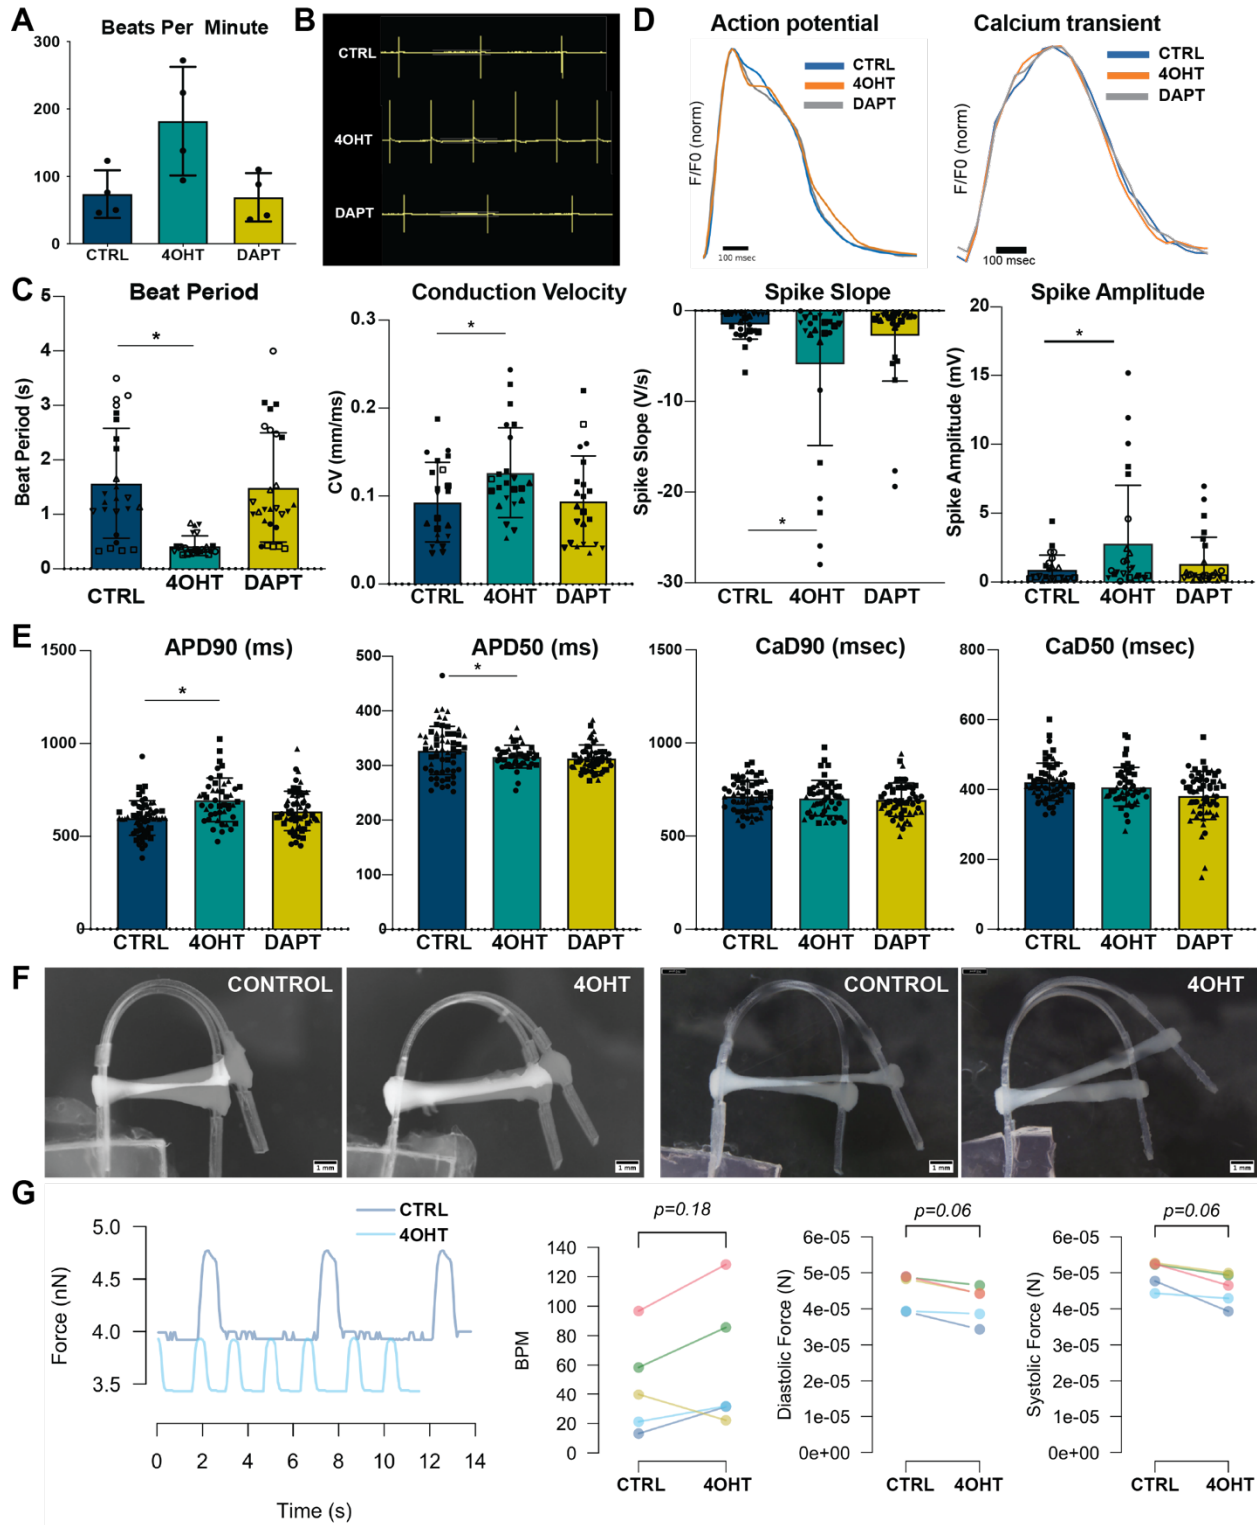 A
Beats Per Minute
300
200
100
0
CTRL
4OHT
DAPT
B
CTRL
4OHT
DAPT
D
Action potential
F/F0 (norm)
CTRL
4OHT
DAPT
100 msec
Calcium transient
F/F0 (norm)
CTRL
4OHT
DAPT
100 msec
C
Beat Period
Beat Period (s)
5
4
3
2
1
0
*
CTRL
4OHT
DAPT
Conduction Velocity
CV (mm/ms)
0.3
0.2
0.1
0.0
*
CTRL
4OHT
DAPT
Spike Slope
Spike Slope (V/s)
0
-10
-20
-30
*
CTRL
4OHT
DAPT
Spike Amplitude
Spike Amplitude (mV)
20
15
10
5
0
*
CTRL
4OHT
DAPT
E
APD90 (ms)
1500
1000
500
0
*
CTRL
4OHT
DAPT
APD50 (ms)
500
400
300
200
100
0
*
CTRL
4OHT
DAPT
CaD90 (msec)
1500
1000
500
0
CTRL
4OHT
DAPT
CaD50 (msec)
800
600
400
200
0
CTRL
4OHT
DAPT
F
CONTROL
1 mm
4OHT
1 mm
CONTROL
1 mm
4OHT
1 mm
G
CTRL
4OHT
Force (nN)
5.0
4.5
4.0
3.5
0 2 4 6 8 10 12 14
Time (s)
p=0.18
BPM
140
120
100
80
60
40
20
0
CTRL
4OHT
p=0.06
Diastolic Force (N)
6e-05
5e-05
4e-05
3e-05
2e-05
1e-05
0e+00
CTRL
4OHT
p=0.06
Systolic Force (N)
6e-05
5e-05
4e-05
3e-05
2e-05
1e-05
0e+00
CTRL
4OHT